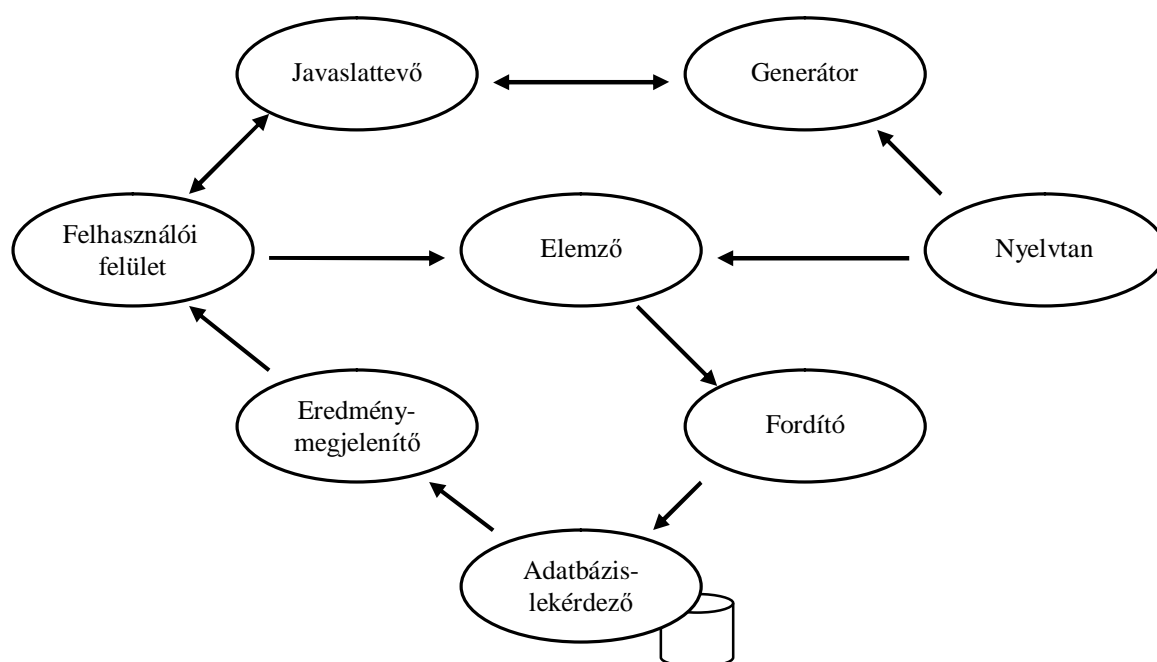 Javaslattevő
Generátor
Felhasználói
felület
Elemző
Nyelvtan
Eredmény-
megjelenítő
Fordító
Adatbázis-
lekérdező